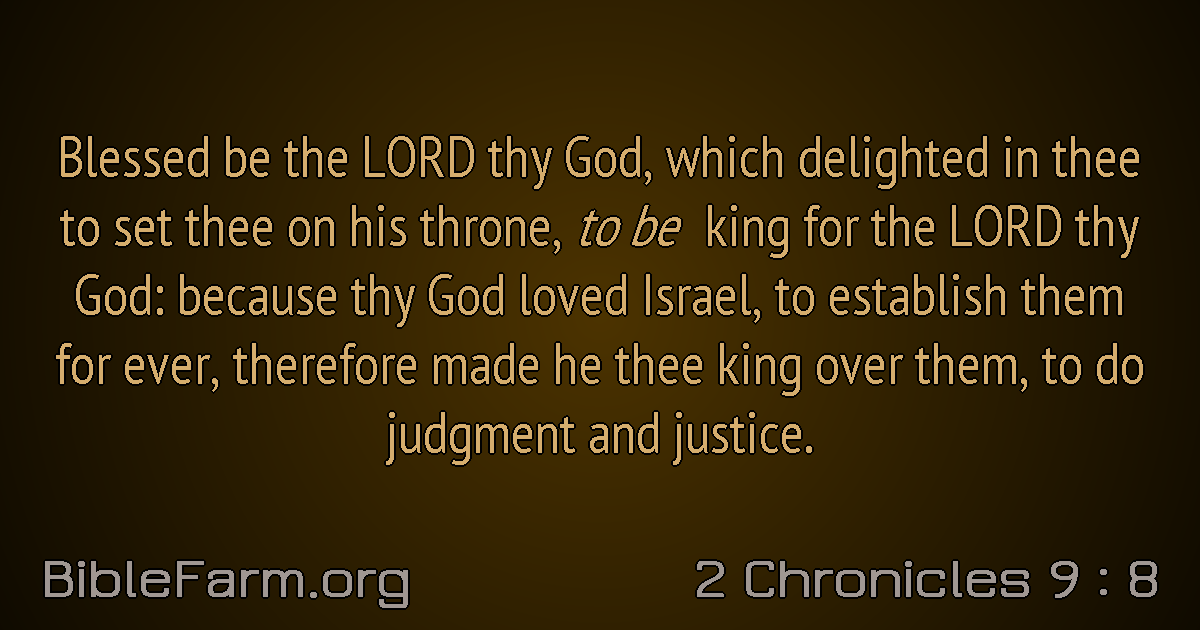 Blessed be the LORD thy God, which delighted in thee
to set thee on his throne, to be king for the LORD thy
God: because thy God loved Israel, to establish them
for ever, therefore made he thee king over them, to do
judgment and justice.
BibleFarm.org
2 Chronicles 9 : 8